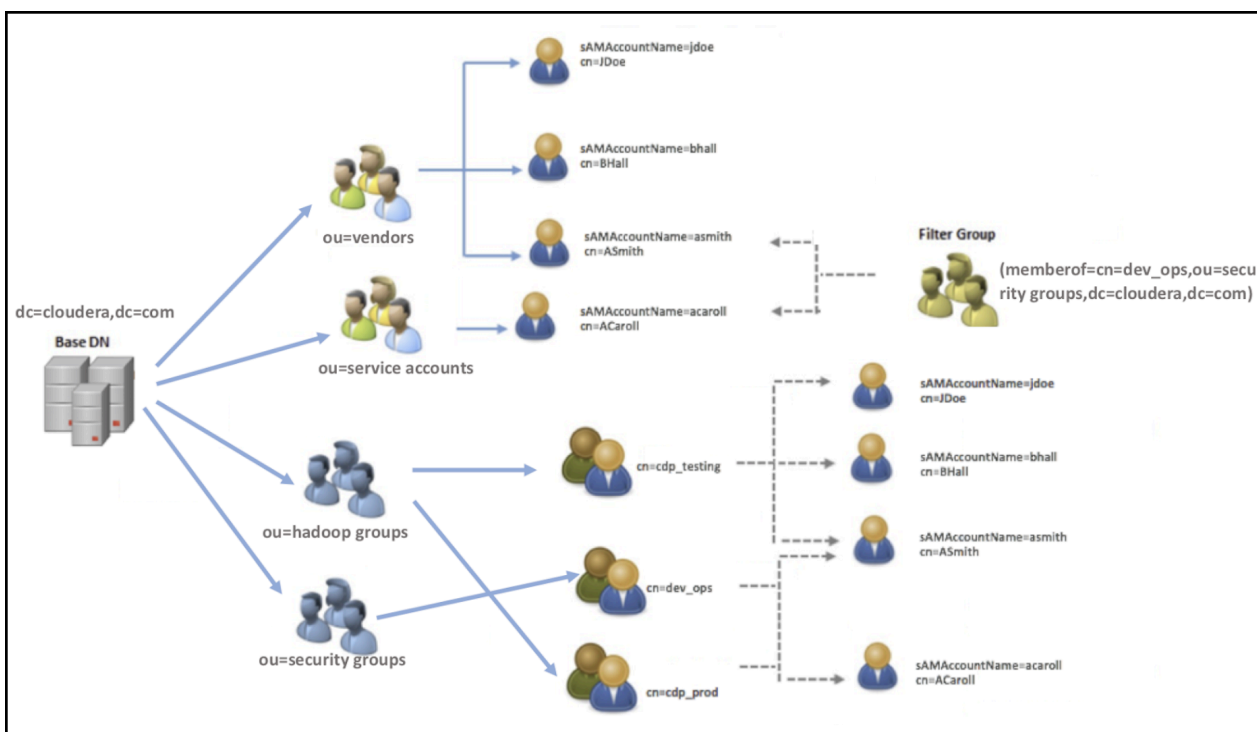 sAMAccountName=jdoe
cn=JDoe
sAMAccountName=bhall
cn=BHall
ou=vendors
sAMAccountName=asmith
cn=ASmith
Filter Group
(memberof=cn=dev_ops,ou=secu
rity groups,dc=cloudera,dc=com)
dc=cloudera,dc=com
Base DN
sAMAccountName=acaroll
cn=ACaroll
ou=service accounts
sAMAccountName=jdoe
cn=JDoe
cn=cdp_testing
sAMAccountName=bhall
cn=BHall
ou=hadoop groups
sAMAccountName=asmith
cn=ASmith
cn=dev_ops
ou=security groups
sAMAccountName=acaroll
cn=ACaroll
cn=cdp_prod